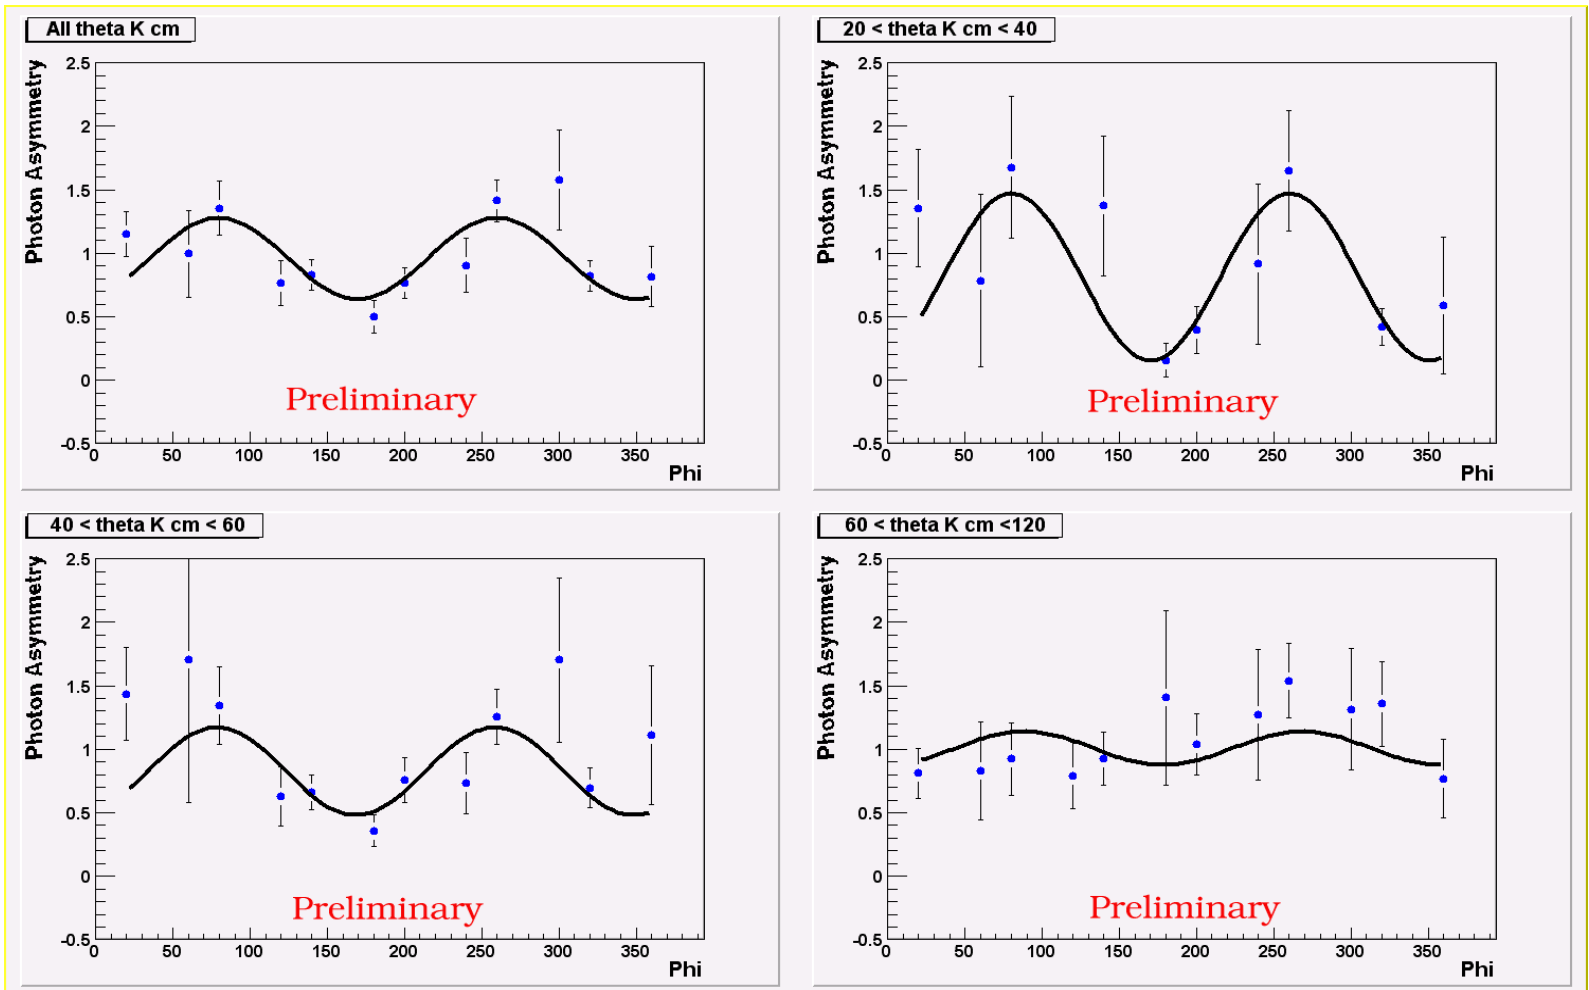 All theta K cm
Photon Asymmetry
2.5
2
1.5
1
0.5
0
-0.5
0 50 100 150 200 250 300 350
Phi
Preliminary
20 < theta K cm < 40
Photon Asymmetry
2.5
2
1.5
1
0.5
0
-0.5
0 50 100 150 200 250 300 350
Phi
Preliminary
40 < theta K cm < 60
Photon Asymmetry
2.5
2
1.5
1
0.5
0
-0.5
0 50 100 150 200 250 300 350
Phi
Preliminary
60 < theta K cm <120
Photon Asymmetry
2.5
2
1.5
1
0.5
0
-0.5
0 50 100 150 200 250 300 350
Phi
Preliminary